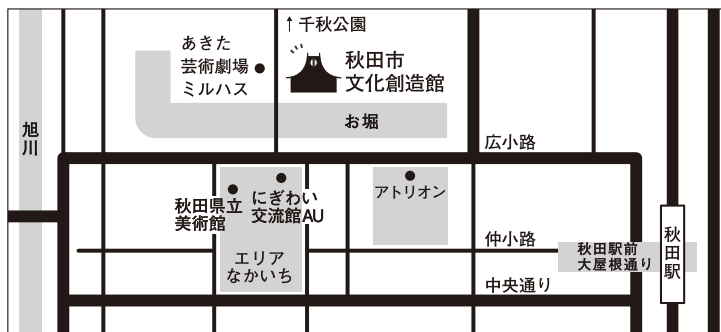 ↑千秋公園
あきた
芸術劇場
ミルハス
秋田市
文化創造館
お堀
旭川
広小路
秋田県立
美術館
にぎわい
交流館AU
アトリオン
エリア
なかいち
仲小路
秋田駅前
大屋根通り
秋田駅
中央通り